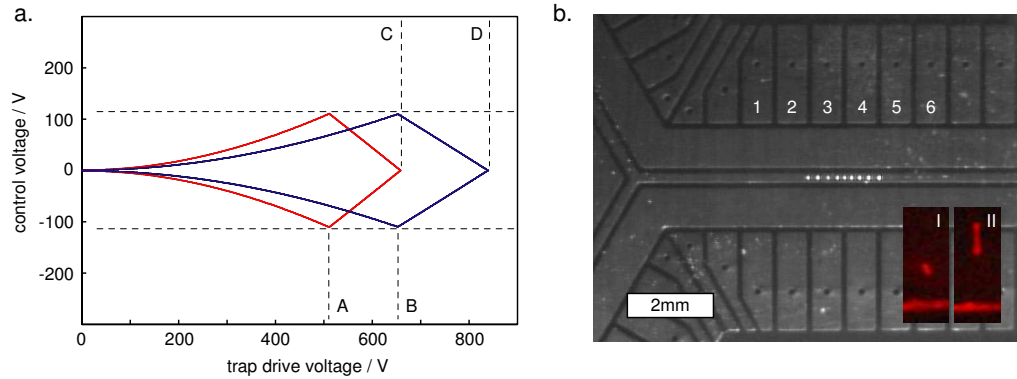 a.
C
D
200
100
0
-100
-200
A
B
0
200
400
600
800
control voltage / V
trap drive voltage / V
b.
1 2 3 4 5 6
I
II
2mm